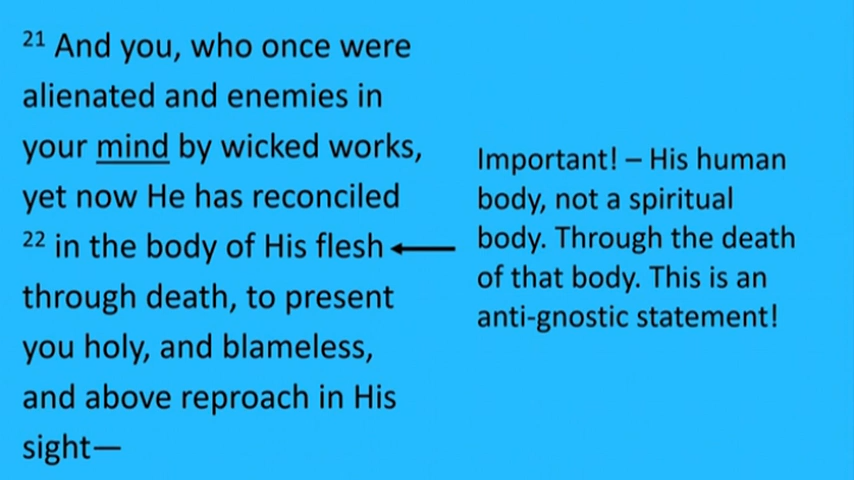 21 And you, who once were
alienated and enemies in
your mind by wicked works,
yet now He has reconciled
22 in the body of His flesh
through death, to present
you holy, and blameless,
and above reproach in His
sight—
Important! – His human
body, not a spiritual
body. Through the death
of that body. This is an
anti-gnostic statement!